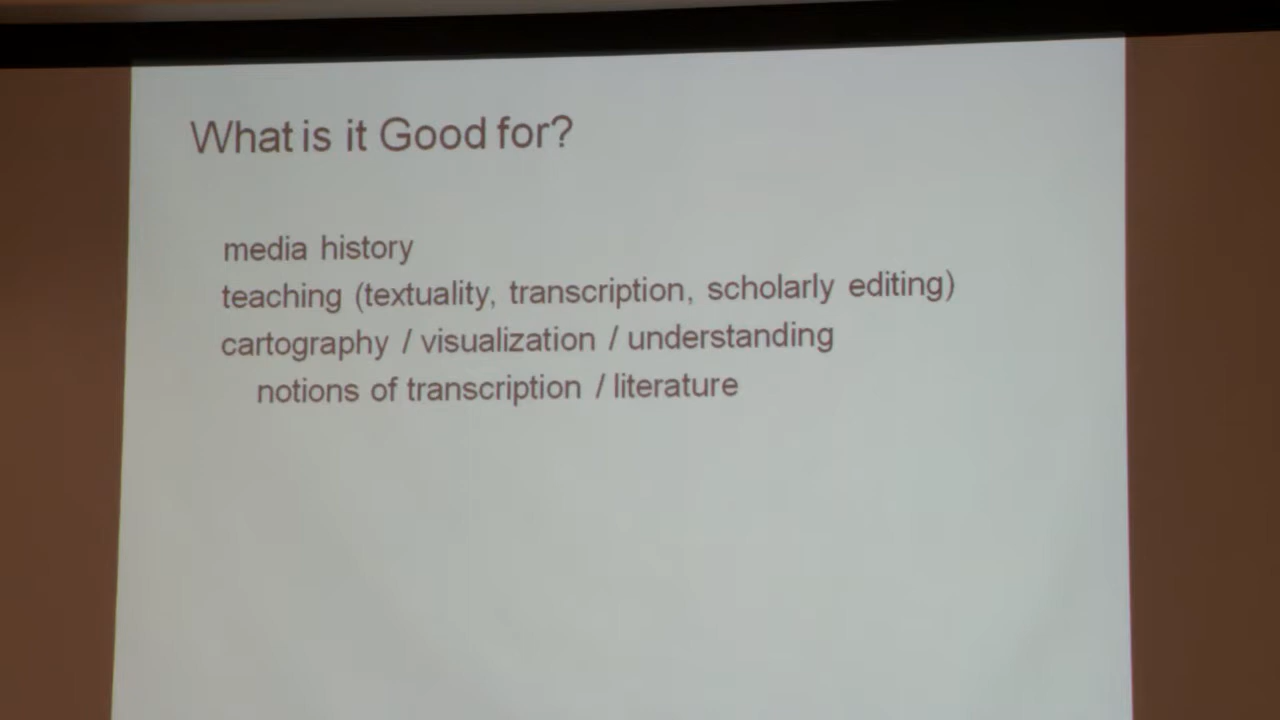 What is it Good for?
media history
teaching (textuality, transcription, scholarly editing)
cartography / visualization / understanding
notions of transcription / literature